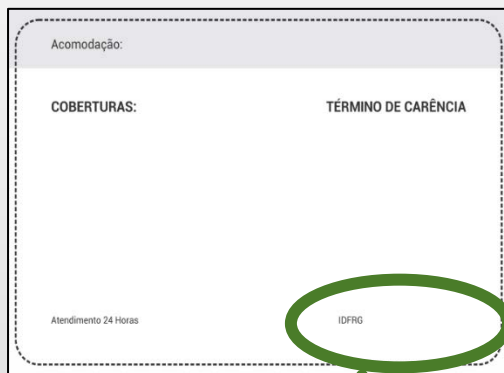 Acomodação:
COBERTURAS: TÉRMINO DE CARÊNCIA
Atendimento 24 Horas IDFRG